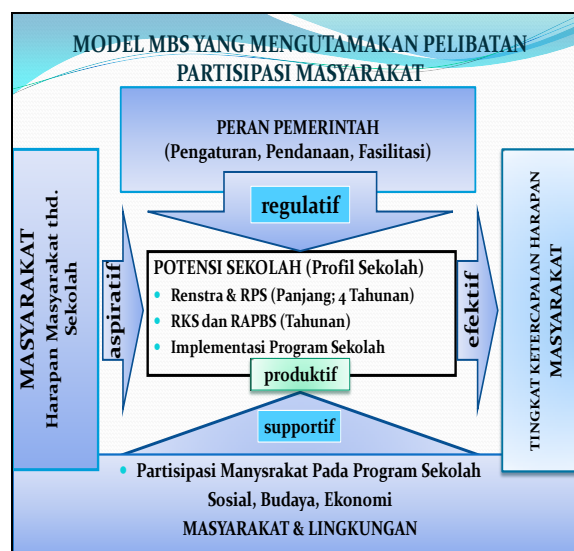 MODEL MBS YANG MENGUTAMAKAN PELIBATAN
PARTISIPASI MASYARAKAT
PERAN PEMERINTAH
(Pengaturan, Pendanaan, Fasilitasi)
regulatif
MASYARAKAT
Harapan Masyarakat thd.
Sekolah
aspiratif
POTENSI SEKOLAH (Profil Sekolah)
• Renstra & RPS (Panjang; 4 Tahunan)
• RKS dan RAPBS (Tahunan)
• Implementasi Program Sekolah
produktif
efektif
TINGKAT KETERCAPAIAN HARAPAN
MASYARAKAT
supportif
• Partisipasi Manysrakat Pada Program Sekolah
Sosial, Budaya, Ekonomi
MASYARAKAT & LINGKUNGAN